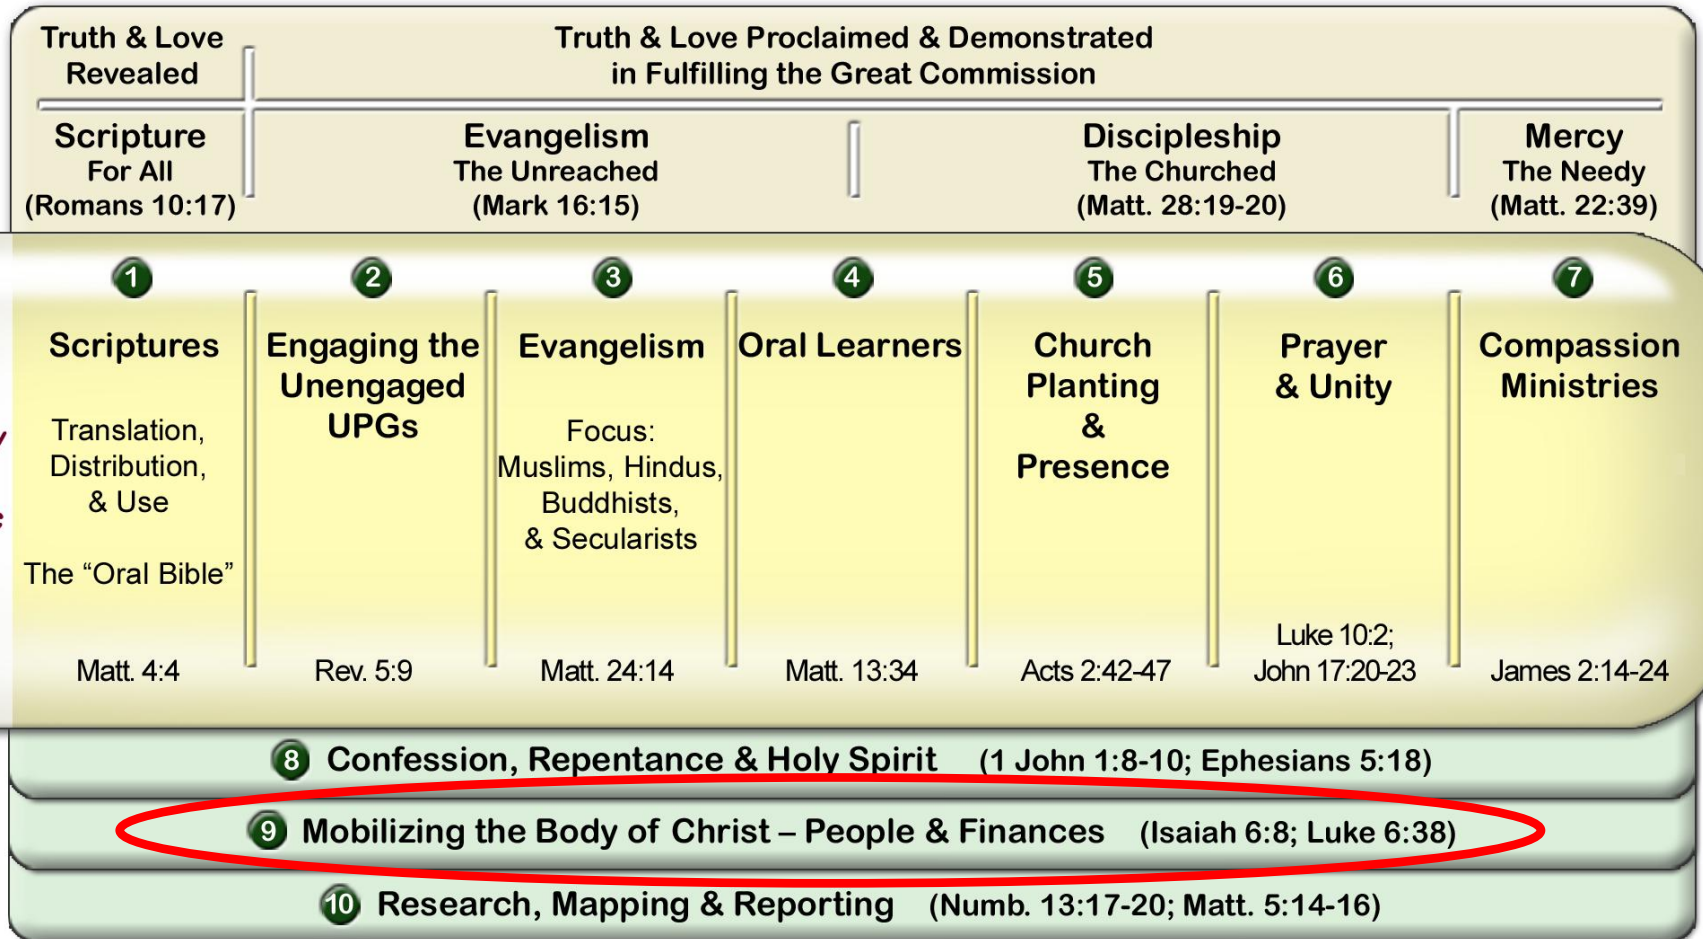 Truth & Love
Revealed
Truth & Love Proclaimed & Demonstrated
in Fulfilling the Great Commission
Scripture
For All
(Romans 10:17)
Evangelism
The Unreached
(Mark 16:15)
Discipleship
The Churched
(Matt. 28:19-20)
Mercy
The Needy
(Matt. 22:39)
1
Scriptures
Translation,
Distribution,
& Use
The “Oral Bible”
Matt. 4:4
2
Engaging the
Unengaged
UPGs
Rev. 5:9
3
Evangelism
Focus:
Muslims, Hindus,
Buddhists,
& Secularists
Matt. 24:14
4
Oral Learners
Matt. 13:34
5
Church
Planting
&
Presence
Acts 2:42-47
6
Prayer
& Unity
Luke 10:2;
John 17:20-23
7
Compassion
Ministries
James 2:14-24
8 Confession, Repentance & Holy Spirit (1 John 1:8-10; Ephesians 5:18)
9 Mobilizing the Body of Christ – People & Finances (Isaiah 6:8; Luke 6:38)
10 Research, Mapping & Reporting (Numb. 13:17-20; Matt. 5:14-16)